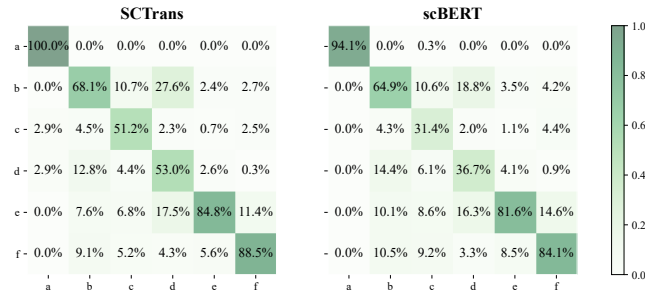 SCTrans scBERT
1.0
a 100.0% 0.0% 0.0% 0.0% 0.0% 0.0% 94.1% 0.0% 0.3% 0.0% 0.0% 0.0%
b 0.0% 68.1% 10.7% 27.6% 2.4% 2.7% 0.0% 64.9% 10.6% 18.8% 3.5% 4.2%
0.8
c 2.9% 4.5% 51.2% 2.3% 0.7% 2.5% 0.0% 4.3% 31.4% 2.0% 1.1% 4.4%
0.6
d 2.9% 12.8% 4.4% 53.0% 2.6% 0.3% 0.0% 14.4% 6.1% 36.7% 4.1% 0.9%
0.4
e 0.0% 7.6% 6.8% 17.5% 84.8% 11.4% 0.0% 10.1% 8.6% 16.3% 81.6% 14.6%
0.2
f 0.0% 9.1% 5.2% 4.3% 5.6% 88.5% 0.0% 10.5% 9.2% 3.3% 8.5% 84.1%
0.0
a b c d e f a b c d e f